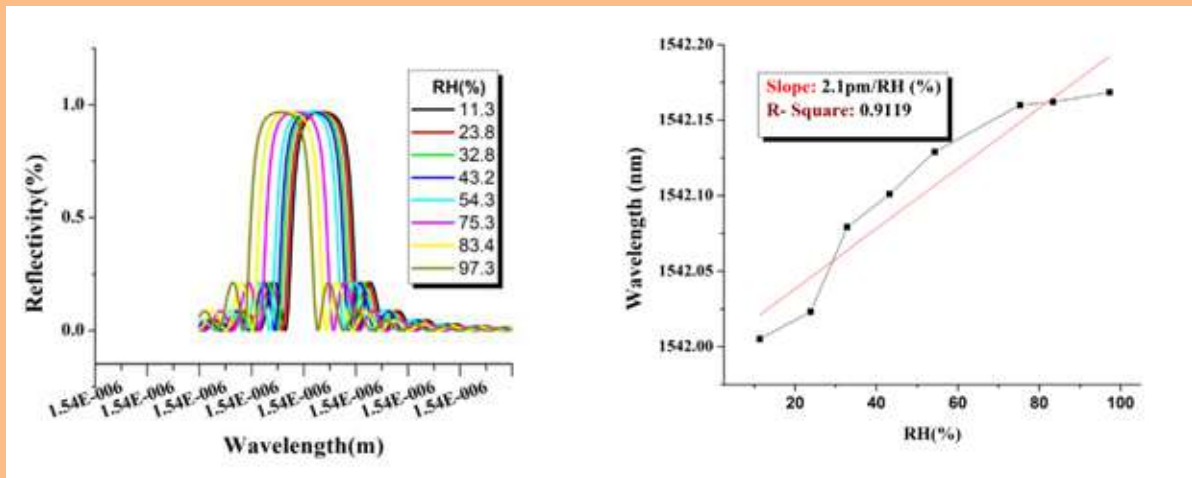 RH(%)
11.3
23.8
32.8
43.2
54.3
75.3
83.4
97.3
1.0
0.5
0.0
Reflectivity(%)
1.54E-006 1.54E-006 1.54E-006 1.54E-006 1.54E-006 1.54E-006 1.54E-006 1.54E-006
Wavelength(m)
1542.20
1542.15
1542.10
1542.05
1542.00
Wavelength (nm)
Slope: 2.1pm/RH (%)
R- Square: 0.9119
20 40 60 80 100
RH(%)